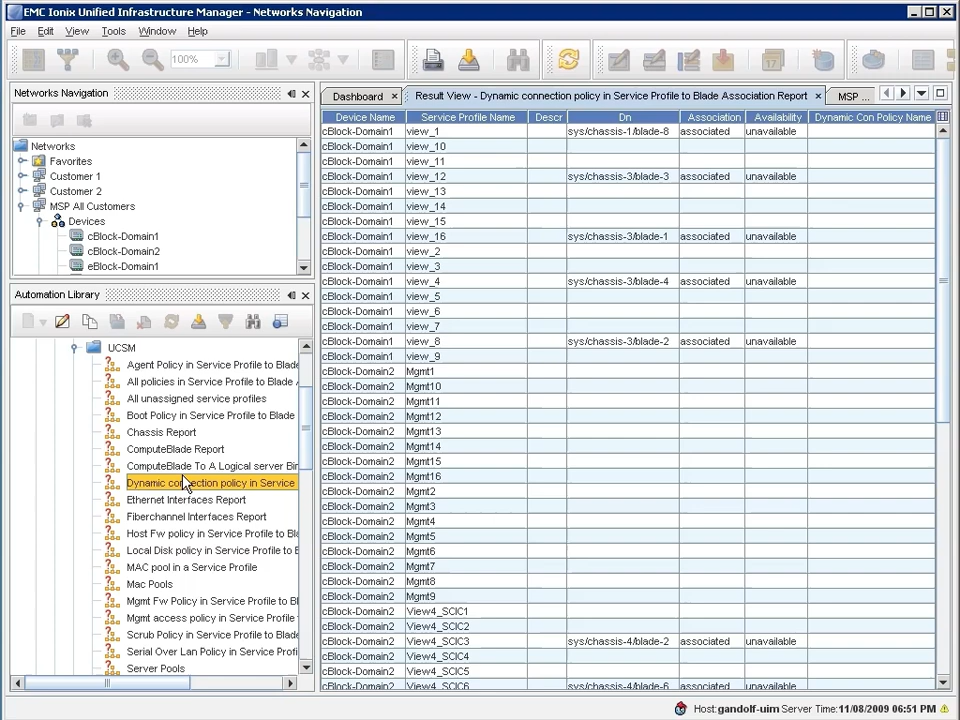 EMC Ionix Unified Infrastructure Manager - Networks Navigation
File Edit View Tools Window Help
100%
17
Networks Navigation
Networks
Favorites
Customer 1
Customer 2
MSP All Customers
Devices
cBlock-Domain1
cBlock-Domain2
eBlock-Domain1
Automation Library
UCSM
Agent Policy in Service Profile to Blade
All policies in Service Profile to Blade
All unassigned service profiles
Boot Policy in Service Profile to Blade
Chassis Report
ComputeBlade Report
ComputeBlade To A Logical server Bir
Dynamic connection policy in Service
Ethernet Interfaces Report
Fiberchannel Interfaces Report
Host Fw policy in Service Profile to Bl
Local Disk policy in Service Profile to E
MAC pool in a Service Profile
Mac Pools
Mgmt Fw Policy in Service Profile to B
Mgmt access policy in Service Profile
Scrub Policy in Service Profile to Blade
Serial Over Lan Policy in Service Profi
Server Pools
Dashboard Result View - Dynamic connection policy in Service Profile to Blade Association Report MSP ...
Device Name Service Profile Name Descr Dn Association Availability Dynamic Con Policy Name
cBlock-Domain1 view_1 sys/chassis-1/blade-8 associated unavailable
cBlock-Domain1 view_10
cBlock-Domain1 view_11
cBlock-Domain1 view_12 sys/chassis-3/blade-3 associated unavailable
cBlock-Domain1 view_13
cBlock-Domain1 view_14
cBlock-Domain1 view_15
cBlock-Domain1 view_16 sys/chassis-3/blade-1 associated unavailable
cBlock-Domain1 view_2
cBlock-Domain1 view_3
cBlock-Domain1 view_4 sys/chassis-3/blade-4 associated unavailable
cBlock-Domain1 view_5
cBlock-Domain1 view_6
cBlock-Domain1 view_7
cBlock-Domain1 view_8 sys/chassis-3/blade-2 associated unavailable
cBlock-Domain1 view_9
cBlock-Domain2 Mgmt1
cBlock-Domain2 Mgmt10
cBlock-Domain2 Mgmt11
cBlock-Domain2 Mgmt12
cBlock-Domain2 Mgmt13
cBlock-Domain2 Mgmt14
cBlock-Domain2 Mgmt15
cBlock-Domain2 Mgmt16
cBlock-Domain2 Mgmt2
cBlock-Domain2 Mgmt3
cBlock-Domain2 Mgmt4
cBlock-Domain2 Mgmt5
cBlock-Domain2 Mgmt6
cBlock-Domain2 Mgmt7
cBlock-Domain2 Mgmt8
cBlock-Domain2 Mgmt9
cBlock-Domain2 View4_SCIC1
cBlock-Domain2 View4_SCIC2
cBlock-Domain2 View4_SCIC3 sys/chassis-4/blade-2 associated unavailable
cBlock-Domain2 View4_SCIC4
cBlock-Domain2 View4_SCIC5
cBlock-Domain2 View4_SCIC6 sys/chassis-4/blade-6 associated unavailable
Host:gandolf-uim Server Time:11/08/2009 06:51 PM